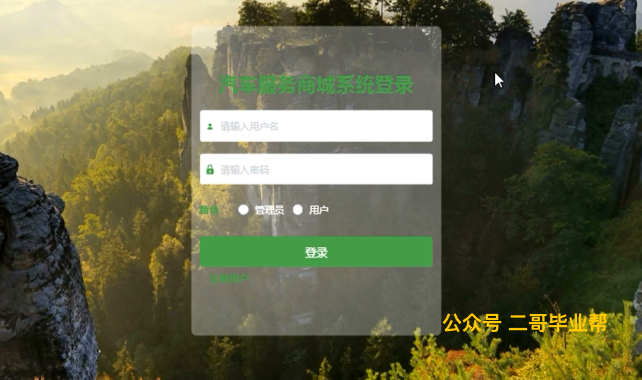 汽车服务商城系统登录
请输入用户名
请输入密码
管理员 用户
登录
公众号 二哥毕业帮